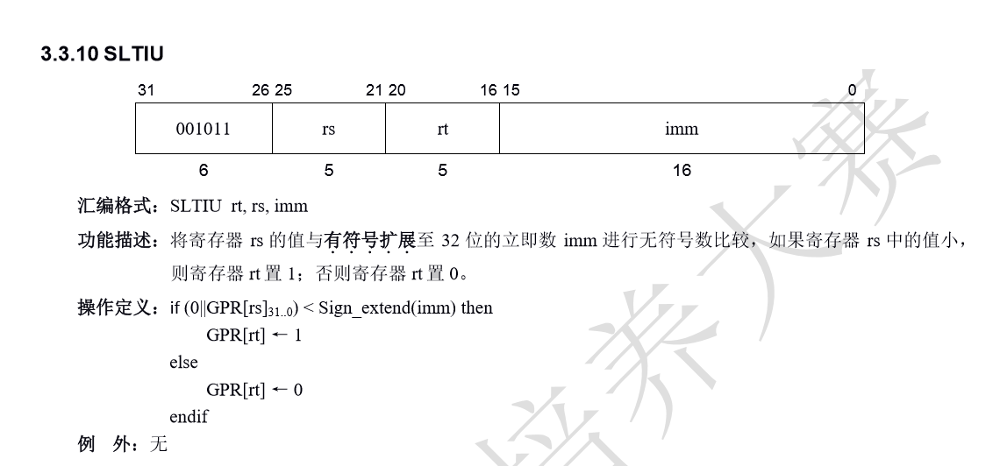 3.3.10 SLTIU
31 26 25 21 20 16 15 0
001011 rs rt imm
6 5 5 16
汇编格式：SLTIU rt, rs, imm
功能描述：将寄存器 rs 的值与有符号扩展至 32 位的立即数 imm 进行无符号数比较，如果寄存器 rs 中的值小，
则寄存器 rt 置 1；否则寄存器 rt 置 0。
操作定义：if (0||GPR[rs]31..0) < Sign_extend(imm) then
GPR[rt] ← 1
else
GPR[rt] ← 0
endif
例 外：无
培养大赛